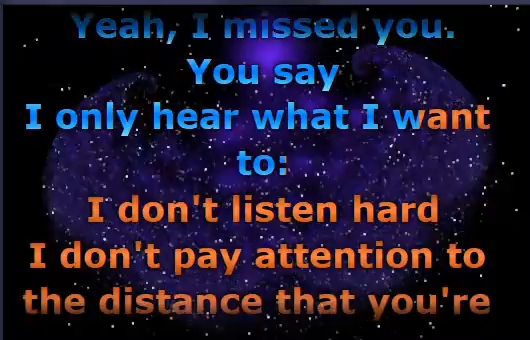 Yeah, I missed you.
You say
I only hear what I want
to:
I don't listen hard
I don't pay attention to
the distance that you're